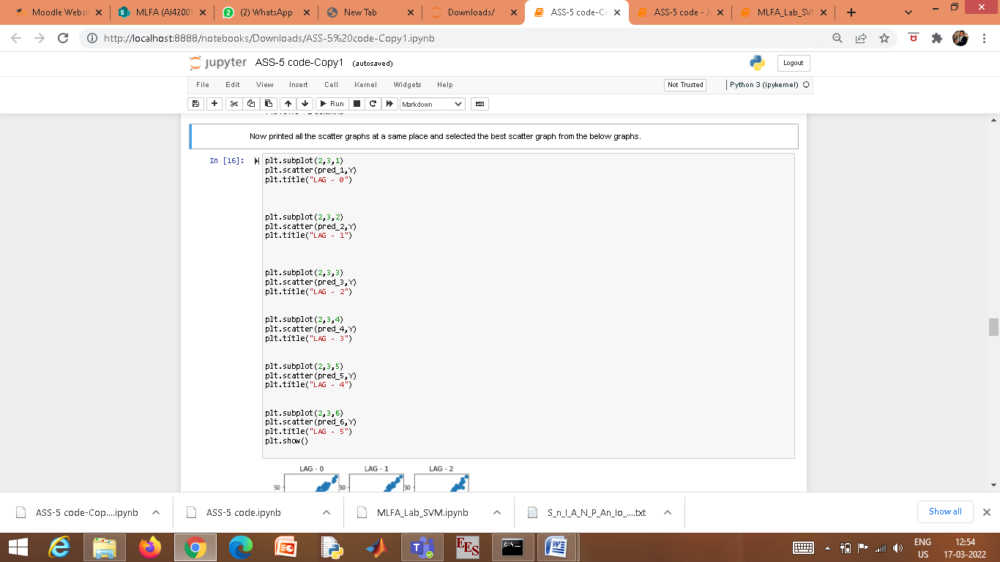 Moodle Websi
MLFA (AI42001
(2) WhatsApp
New Tab
Downloads/
ASS-5 code-Co
ASS-5 code - J
MLFA_Lab_SV
http://localhost:8888/notebooks/Downloads/ASS-5%20code-Copy1.ipynb
jupyter ASS-5 code-Copy1 (autosaved)
Logout
File Edit View Insert Cell Kernel Widgets Help
Not Trusted
Python 3 (ipykernel)
Run
Markdown
Now printed all the scatter graphs at a same place and selected the best scatter graph from the below graphs.
In [16]:
plt.subplot(2,3,1)
plt.scatter(pred_1,Y)
plt.title("LAG - 0")
plt.subplot(2,3,2)
plt.scatter(pred_2,Y)
plt.title("LAG - 1")
plt.subplot(2,3,3)
plt.scatter(pred_3,Y)
plt.title("LAG - 2")
plt.subplot(2,3,4)
plt.scatter(pred_4,Y)
plt.title("LAG - 3")
plt.subplot(2,3,5)
plt.scatter(pred_5,Y)
plt.title("LAG - 4")
plt.subplot(2,3,6)
plt.scatter(pred_6,Y)
plt.title("LAG - 5")
plt.show()
LAG - 0 LAG - 1 LAG - 2
50 50 50
ASS-5 code-Cop....ipynb
ASS-5 code.ipynb
MLFA_Lab_SVM.ipynb
S_n_I_A_N_P_An_Io_....txt
Show all
EES
C:\
ENG 12:54
US 17-03-2022